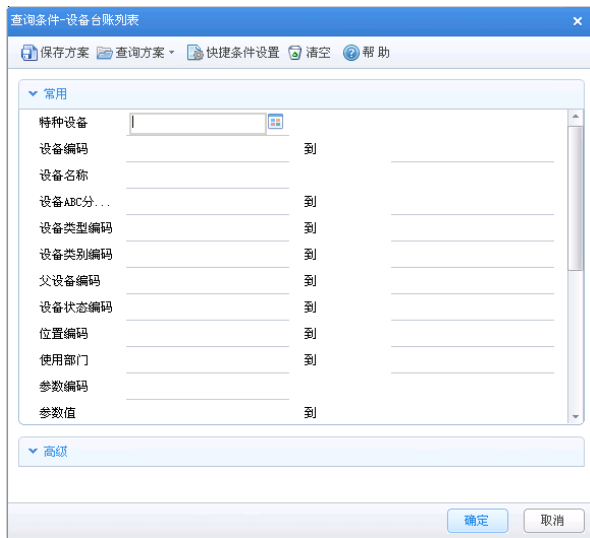 查询条件-设备台账列表
保存方案 查询方案 快捷条件设置 清空 帮助
常用
特种设备
设备编码 到
设备名称
设备ABC分... 到
设备类型编码 到
设备类别编码 到
父设备编码 到
设备状态编码 到
位置编码 到
使用部门 到
参数编码
参数值 到
高级
确定 取消